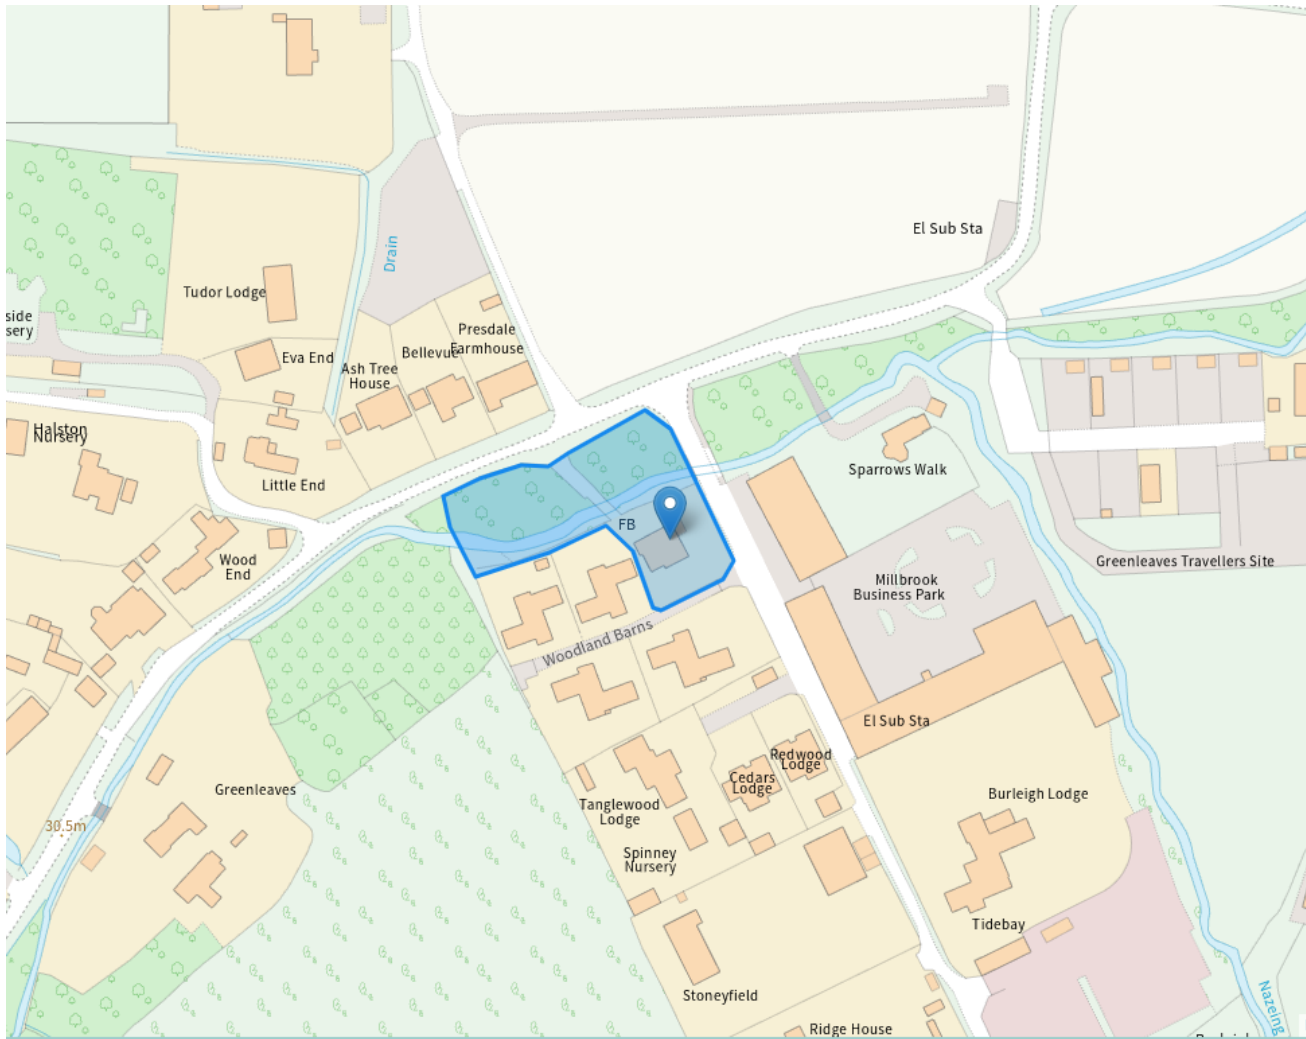 El Sub Sta
Drain
Tudor Lodge
side
sery
Presdale
Farmhouse
Bellevue
Eva End
Ash Tree
House
Halston
Nursery
Little End
Sparrows Walk
FB
Wood
End
Greenleaves Travellers Site
Millbrook
Business Park
Woodland Barns
El Sub Sta
Redwood
Lodge
Cedars
Lodge
Greenleaves
Burleigh Lodge
Tanglewood
Lodge
30.5m
Spinney
Nursery
Tidebay
Stoneyfield
Nazeing
Ridge House